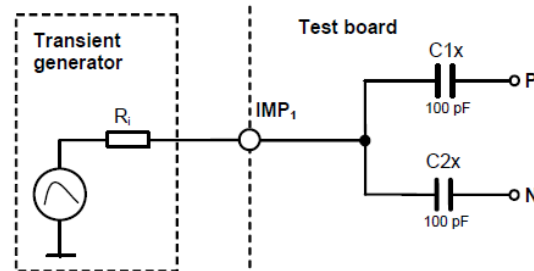 Transient
generator
Test board
C1x
100 pF
P
Ri
IMP1
C2x
100 pF
N